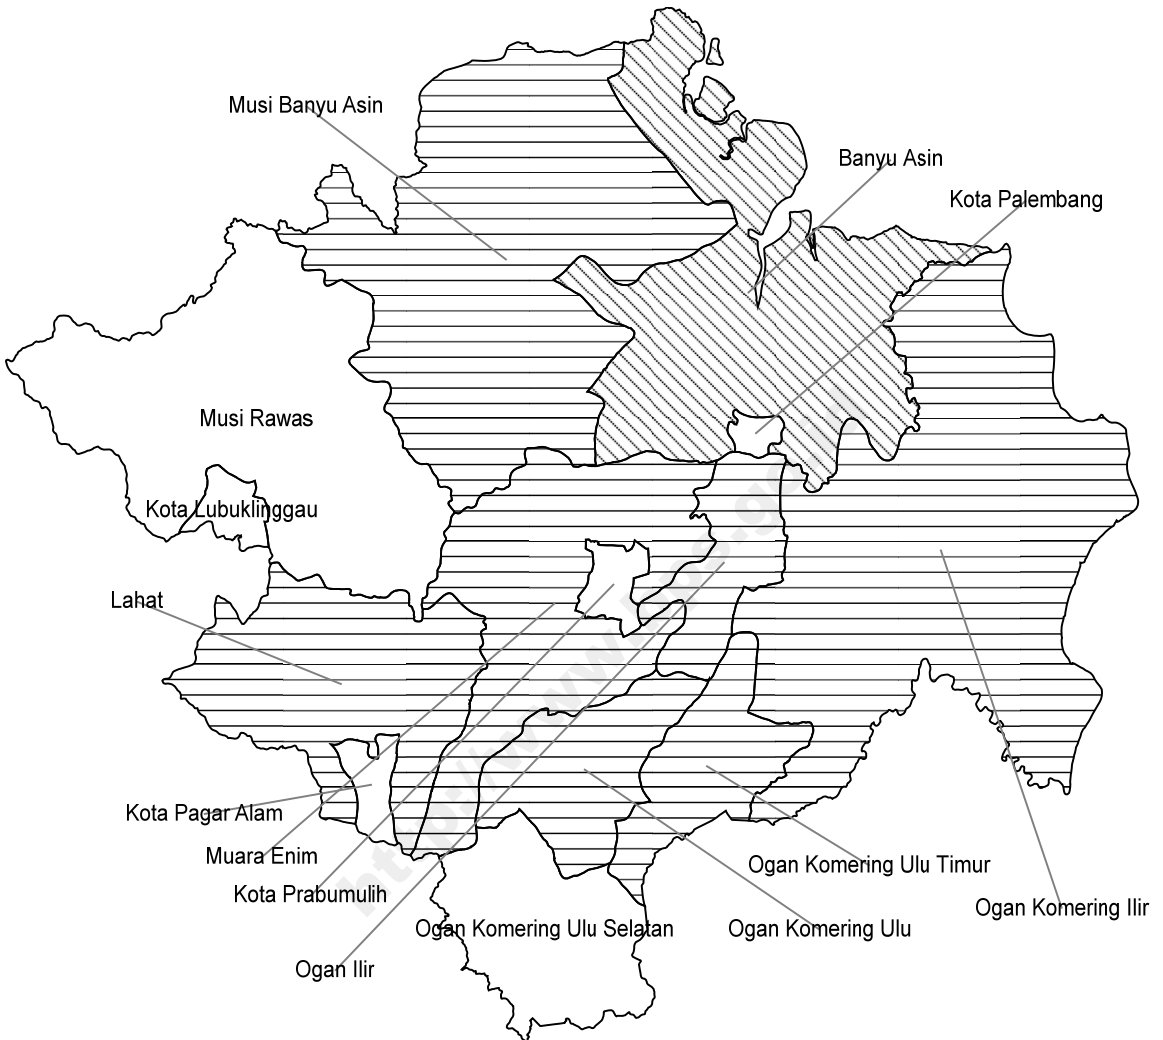 Musi Banyu Asin
Banyu Asin
Kota Palembang
Musi Rawas
Kota Lubuklinggau
Lahat
Kota Pagar Alam
Muara Enim
Ogan Komering Ulu Timur
Kota Prabumulih
Ogan Komering Ilir
Ogan Komering Ulu Selatan
Ogan Komering Ulu
Ogan Ilir